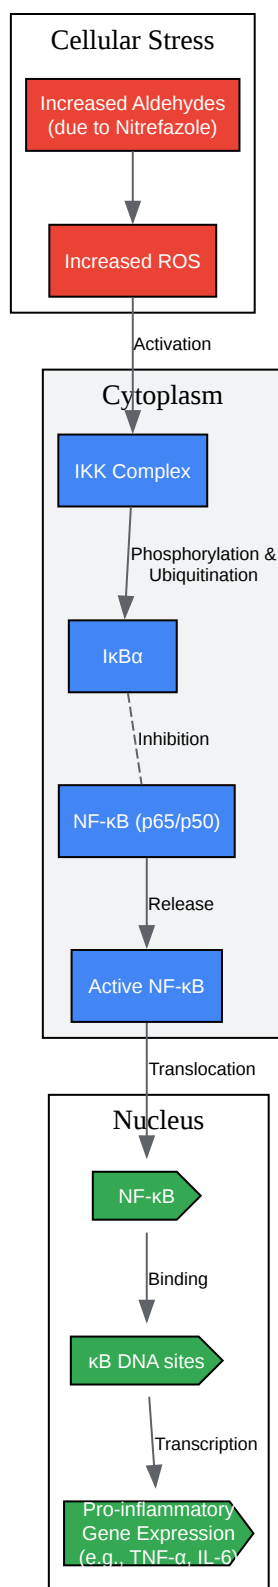 Cellular Stress
Increased Aldehydes
(due to Nitrefazole)
Increased ROS
Activation
Cytoplasm
IKK Complex
Phosphorylation &
Ubiquitination
IκBα
Inhibition
NF-κB (p65/p50)
Release
Active NF-κB
Translocation
Nucleus
NF-κB
Binding
κB DNA sites
Transcription
Pro-inflammatory
Gene Expression
(e.g., TNF-α, IL-6)